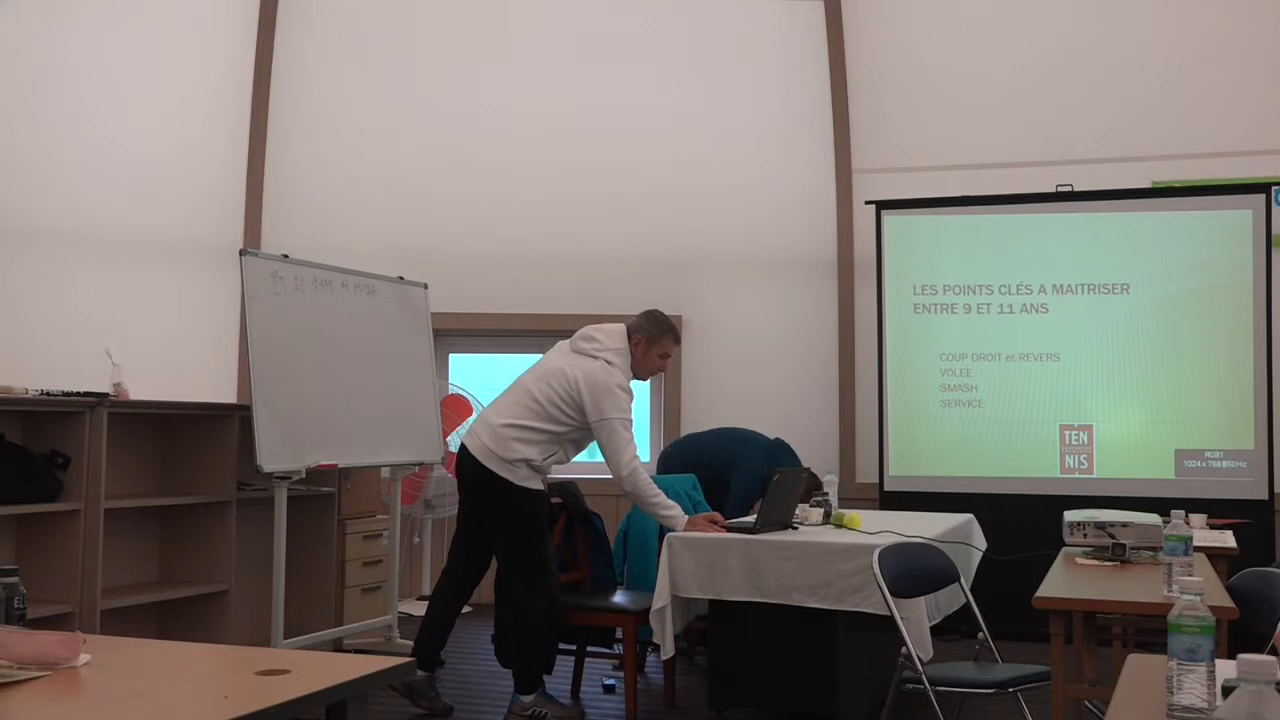 LES POINTS CLÉS A MAITRISER
ENTRE 9 ET 11 ANS
COUP DROIT et REVERS
VOLEE
SMASH
SERVICE
TEN
NIS
RGB1
1024 x 768@60Hz